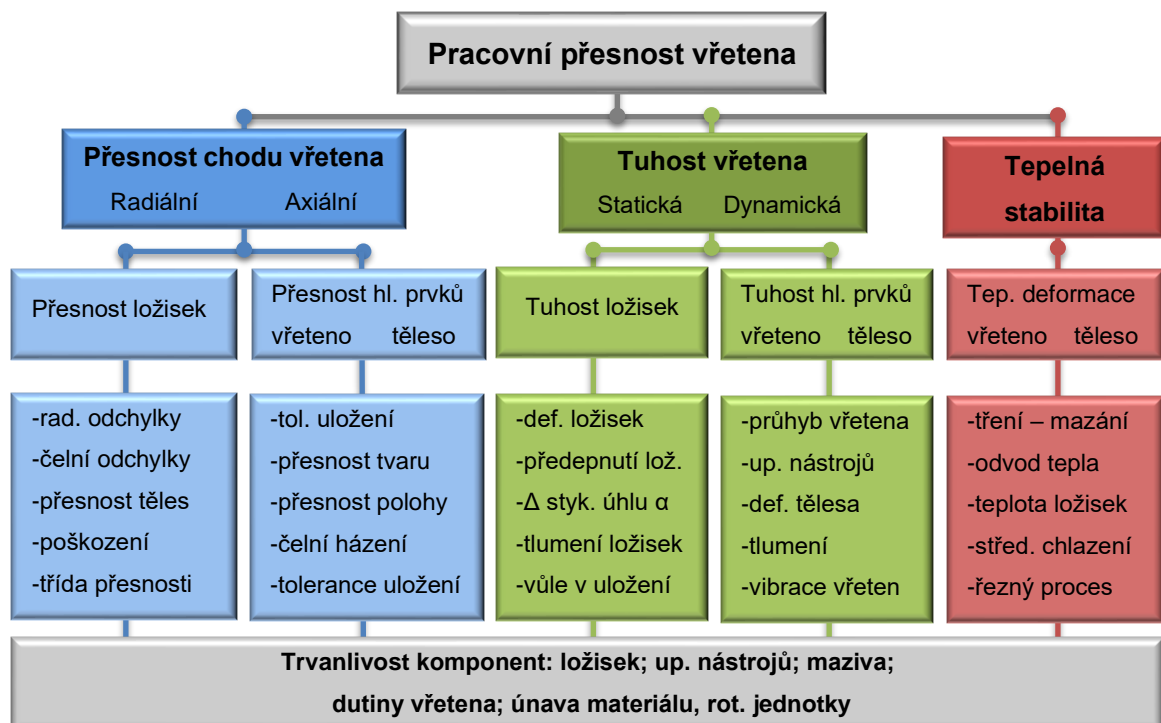 Pracovní přesnost vřetena
Přesnost chodu vřetena
Radiální Axiální
Tuhost vřetena
Statická Dynamická
Tepelná
stabilita
Přesnost ložisek
Přesnost hl. prvků
vřeteno těleso
Tuhost ložisek
Tuhost hl. prvků
vřeteno těleso
Tep. deformace
vřeteno těleso
-rad. odchylky
-čelní odchylky
-přesnost těles
-poškození
-třída přesnosti
-tol. uložení
-přesnost tvaru
-přesnost polohy
-čelní házení
-tolerance uložení
-def. ložisek
-předepnutí lož.
-Δ styk. úhlu α
-tlumení ložisek
-vůle v uložení
-průhyb vřetena
-up. nástrojů
-def. tělesa
-tlumení
-vibrace vřeten
-tření – mazání
-odvod tepla
-teplota ložisek
-střed. chlazení
-řezný proces
Trvanlivost komponent: ložisek; up. nástrojů; maziva;
dutiny vřetena; únava materiálu, rot. jednotky